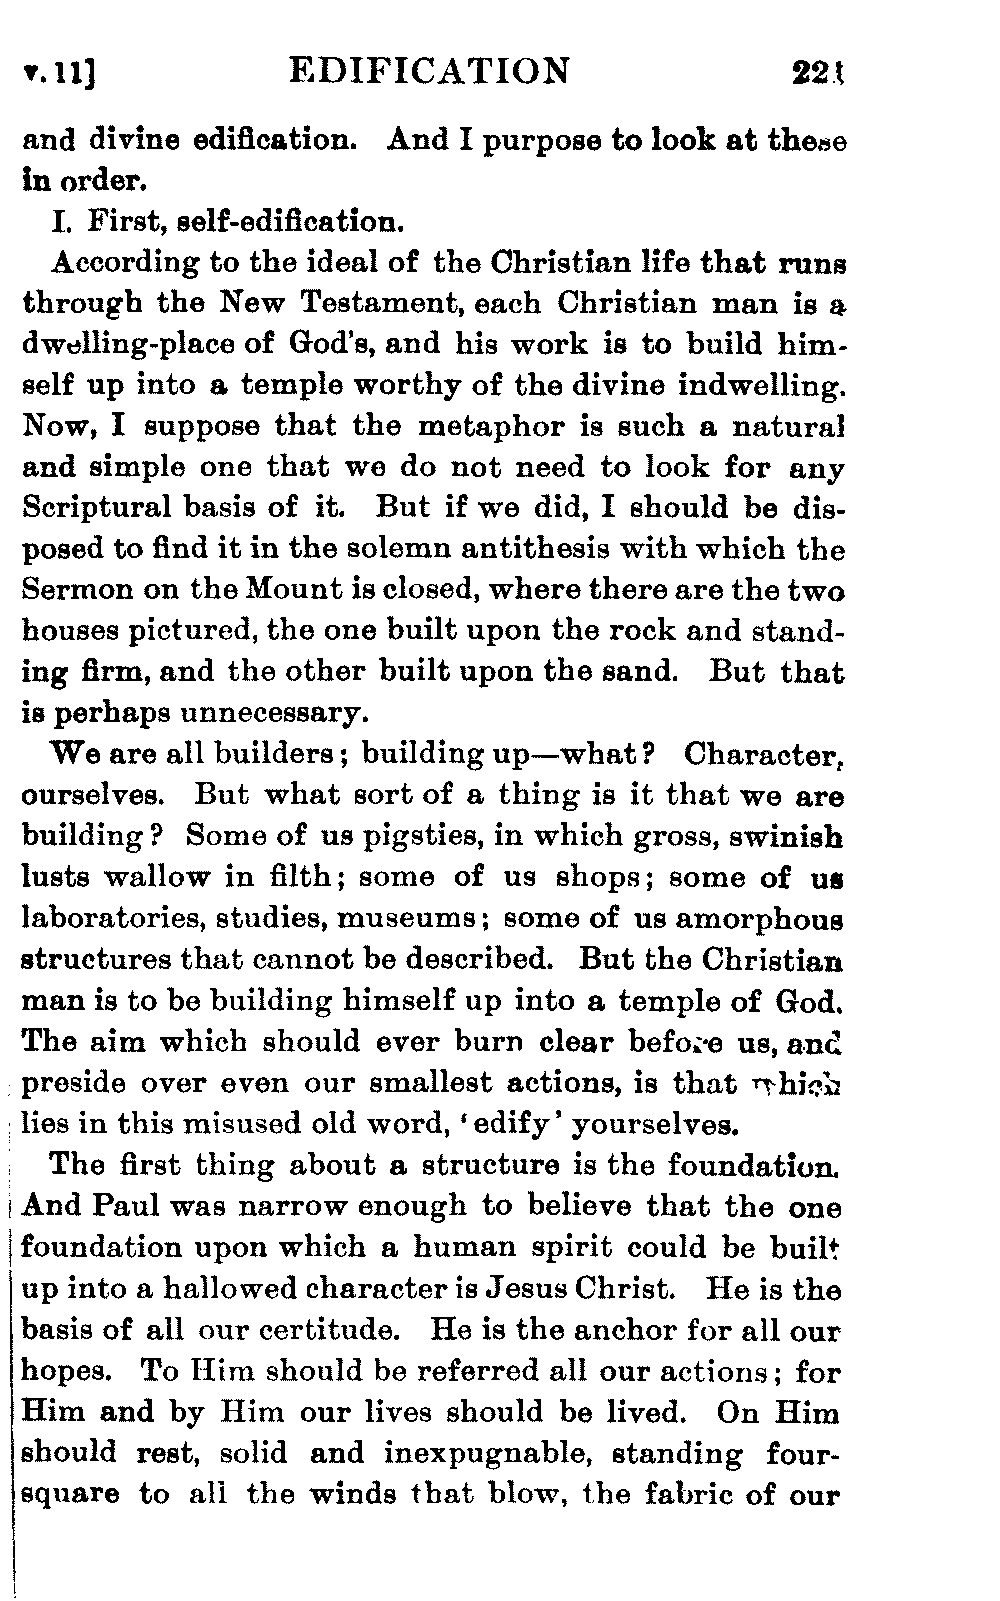 v. 11] EDIFICATION 221
and divine edification. And I purpose to look at these
in order.
I. First, self-edification.
According to the ideal of the Christian life that runs
through the New Testament, each Christian man is a
dwelling-place of God's, and his work is to build him-
self up into a temple worthy of the divine indwelling.
Now, I suppose that the metaphor is such a natural
and simple one that we do not need to look for any
Scriptural basis of it. But if we did, I should be dis-
posed to find it in the solemn antithesis with which the
Sermon on the Mount is closed, where there are the two
houses pictured, the one built upon the rock and stand-
ing firm, and the other built upon the sand. But that
is perhaps unnecessary.
We are all builders; building up—what? Character,
ourselves. But what sort of a thing is it that we are
building? Some of us pigsties, in which gross, swinish
lusts wallow in filth; some of us shops; some of us
laboratories, studies, museums; some of us amorphous
structures that cannot be described. But the Christian
man is to be building himself up into a temple of God.
The aim which should ever burn clear before us, and
preside over even our smallest actions, is that which
lies in this misused old word, 'edify' yourselves.
The first thing about a structure is the foundation.
And Paul was narrow enough to believe that the one
foundation upon which a human spirit could be built
up into a hallowed character is Jesus Christ. He is the
basis of all our certitude. He is the anchor for all our
hopes. To Him should be referred all our actions; for
Him and by Him our lives should be lived. On Him
should rest, solid and inexpugnable, standing four-
square to all the winds that blow, the fabric of our